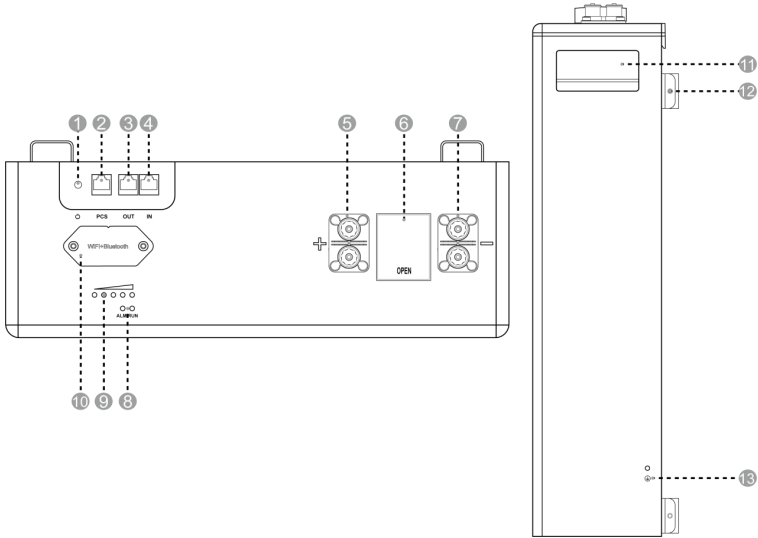 11
12
1 2 3 4 5 6 7
PCS OUT IN
WIFI+Bluetooth
+ −
OPEN
ALM RUN
10 9 8
13